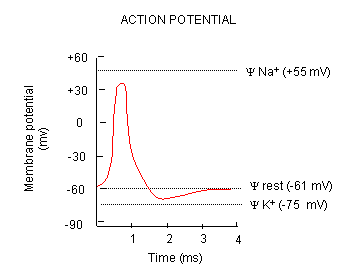 ACTION POTENTIAL
+60
+30
0
-30
-60
-90
Membrane potential
(mv)
Ψ Na⁺ (+55 mV)
Ψ rest (-61 mV)
Ψ K⁺ (-75 mV)
1 2 3 4
Time (ms)